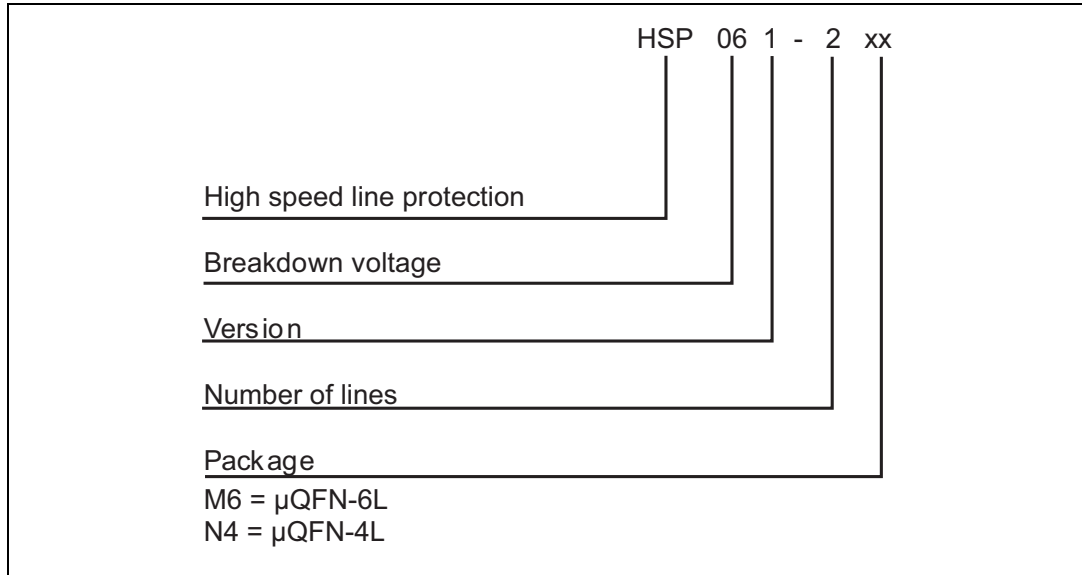 HSP 06 1 - 2 xx
High speed line protection
Breakdown voltage
Version
Number of lines
Package
M6 = µQFN-6L
N4 = µQFN-4L